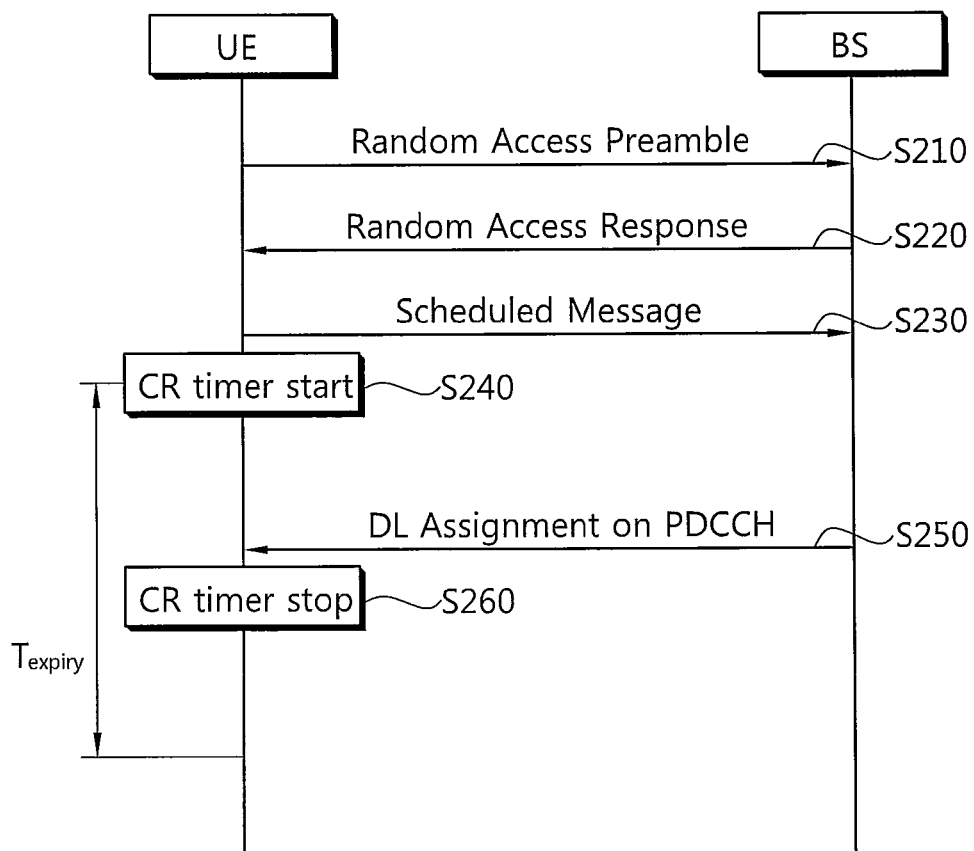 UE
BS
Random Access Preamble
S210
Random Access Response
S220
Scheduled Message
S230
CR timer start
S240
DL Assignment on PDCCH
S250
CR timer stop
S260
Texpiry